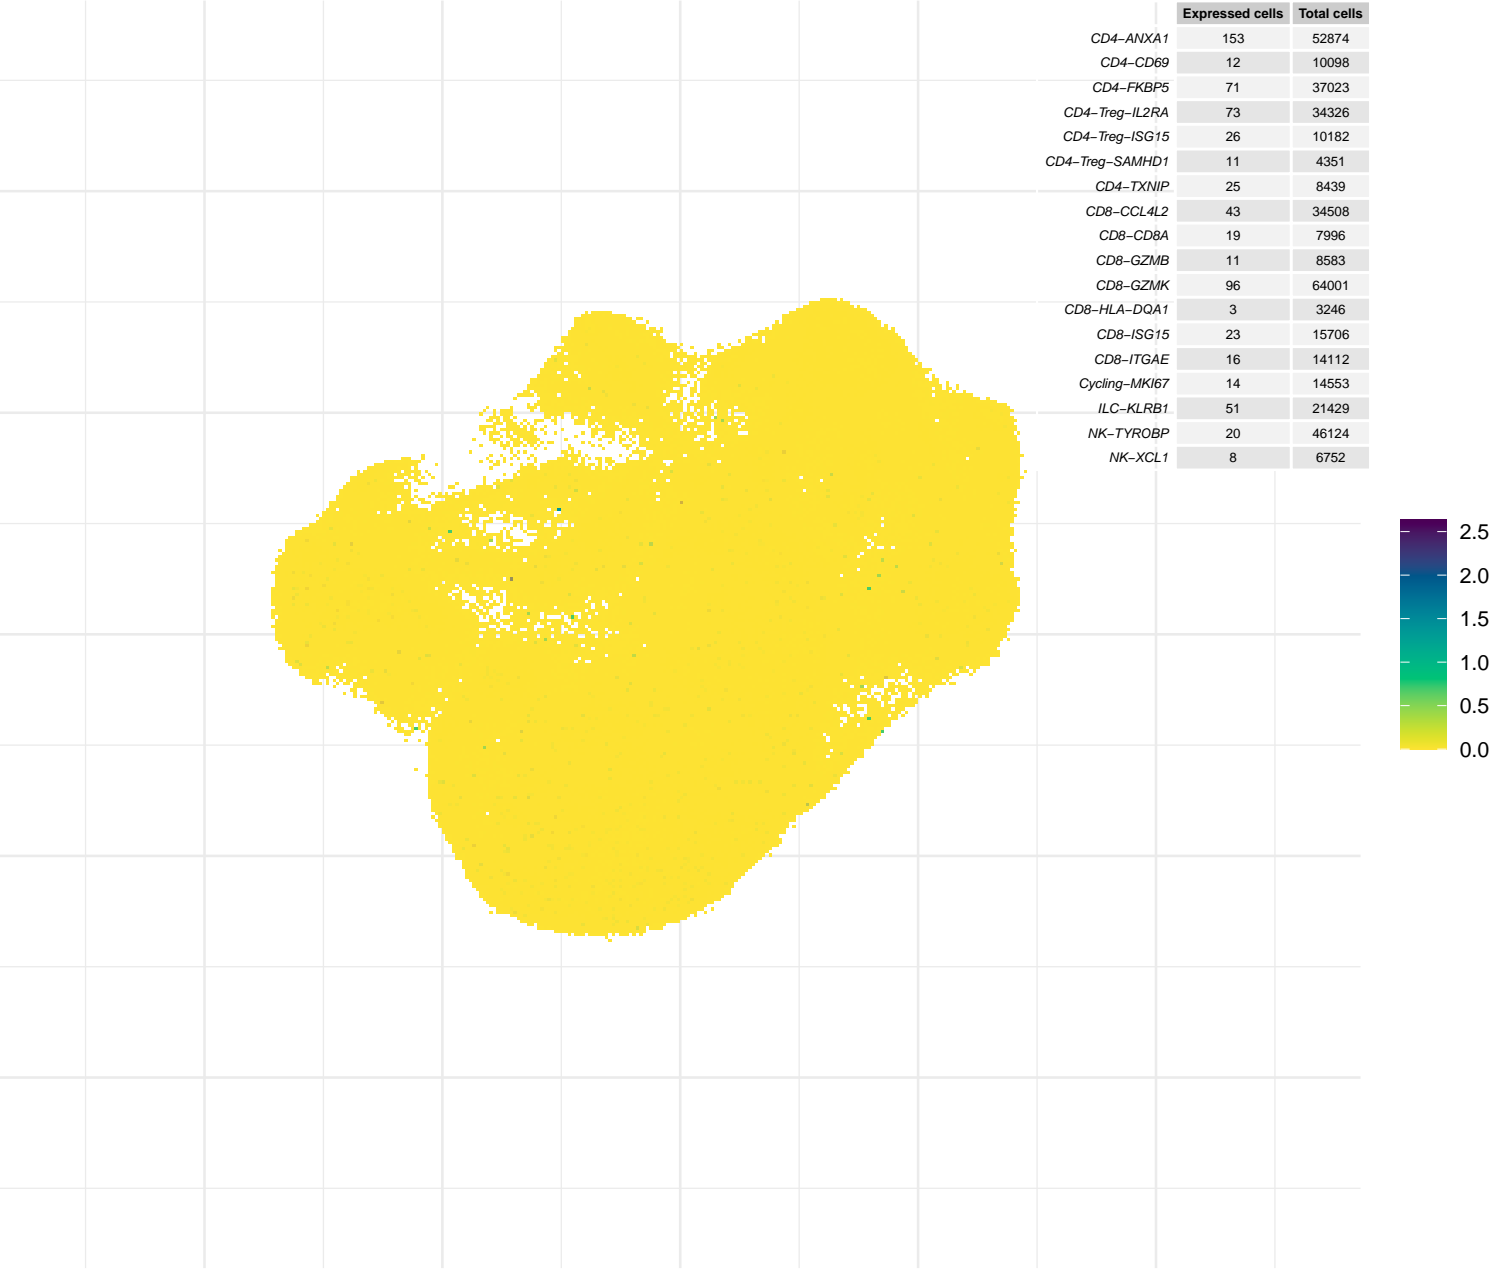 Expressed cells Total cells
CD4−ANXA1 153 52874
CD4−CD69 12 10098
CD4−FKBP5 71 37023
CD4−Treg−IL2RA 73 34326
CD4−Treg−ISG15 26 10182
CD4−Treg−SAMHD1 11 4351
CD4−TXNIP 25 8439
CD8−CCL4L2 43 34508
CD8−CD8A 19 7996
CD8−GZMB 11 8583
CD8−GZMK 96 64001
CD8−HLA−DQA1 3 3246
CD8−ISG15 23 15706
CD8−ITGAE 16 14112
Cycling−MKI67 14 14553
ILC−KLRB1 51 21429
NK−TYROBP 20 46124
NK−XCL1 8 6752
2.5
2.0
1.5
1.0
0.5
0.0